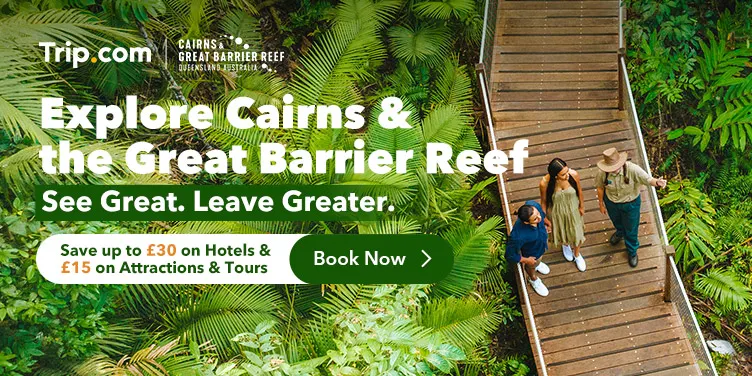 Trip.com
CAIRNS &
GREAT BARRIER REEF
QUEENSLAND AUSTRALIA
Explore Cairns &
the Great Barrier Reef
See Great. Leave Greater.
Save up to £30 on Hotels &
£15 on Attractions & Tours
Book Now